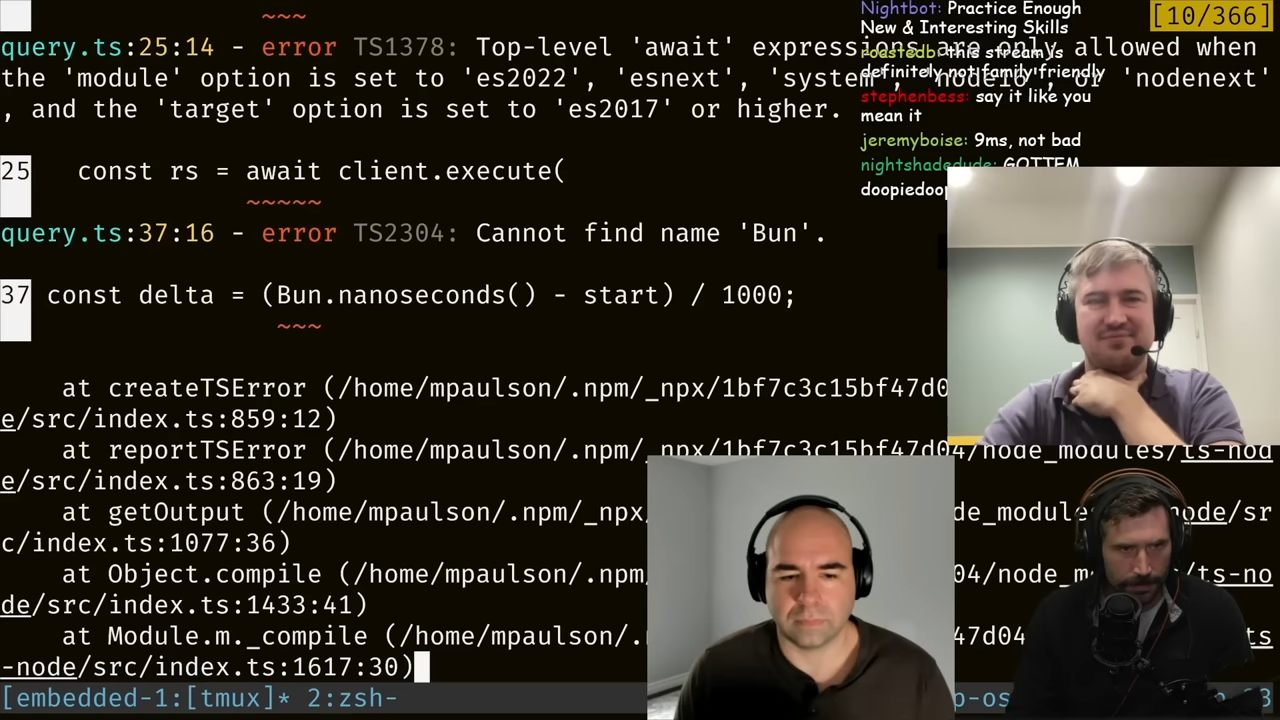 ~~~
query.ts:25:14 - error TS1378: Top-level 'await' expressions are only allowed when
the 'module' option is set to 'es2022', 'esnext', 'system', 'node16', or 'nodenext'
, and the 'target' option is set to 'es2017' or higher.
25   const rs = await client.execute(
~~~~~
query.ts:37:16 - error TS2304: Cannot find name 'Bun'.
37 const delta = (Bun.nanoseconds() - start) / 1000;
~~~
at createTSError (/home/mpaulson/.npm/_npx/1bf7c3c15bf47d0
e/src/index.ts:859:12)
at reportTSError (/home/mpaulson/.npm/_npx/1bf7c3c15bf47d04/node_modules/ts-nod
e/src/index.ts:863:19)
at getOutput (/home/mpaulson/.npm/_npx/ de_modules node/sr
c/index.ts:1077:36)
at Object.compile (/home/mpaulson/.npm 04/node_m /ts-no
de/src/index.ts:1433:41)
at Module.m._compile (/home/mpaulson/. 47d04 ts
-node/src/index.ts:1617:30)
[embedded-1:[tmux]* 2:zsh-
[10/366]
Nightbot: Practice Enough
New & Interesting Skills
roastedb: this stream is
definitely not family friendly
stephenbess: say it like you
mean it
jeremyboise: 9ms, not bad
nightshadedude: GOTTEM
doopiedoop